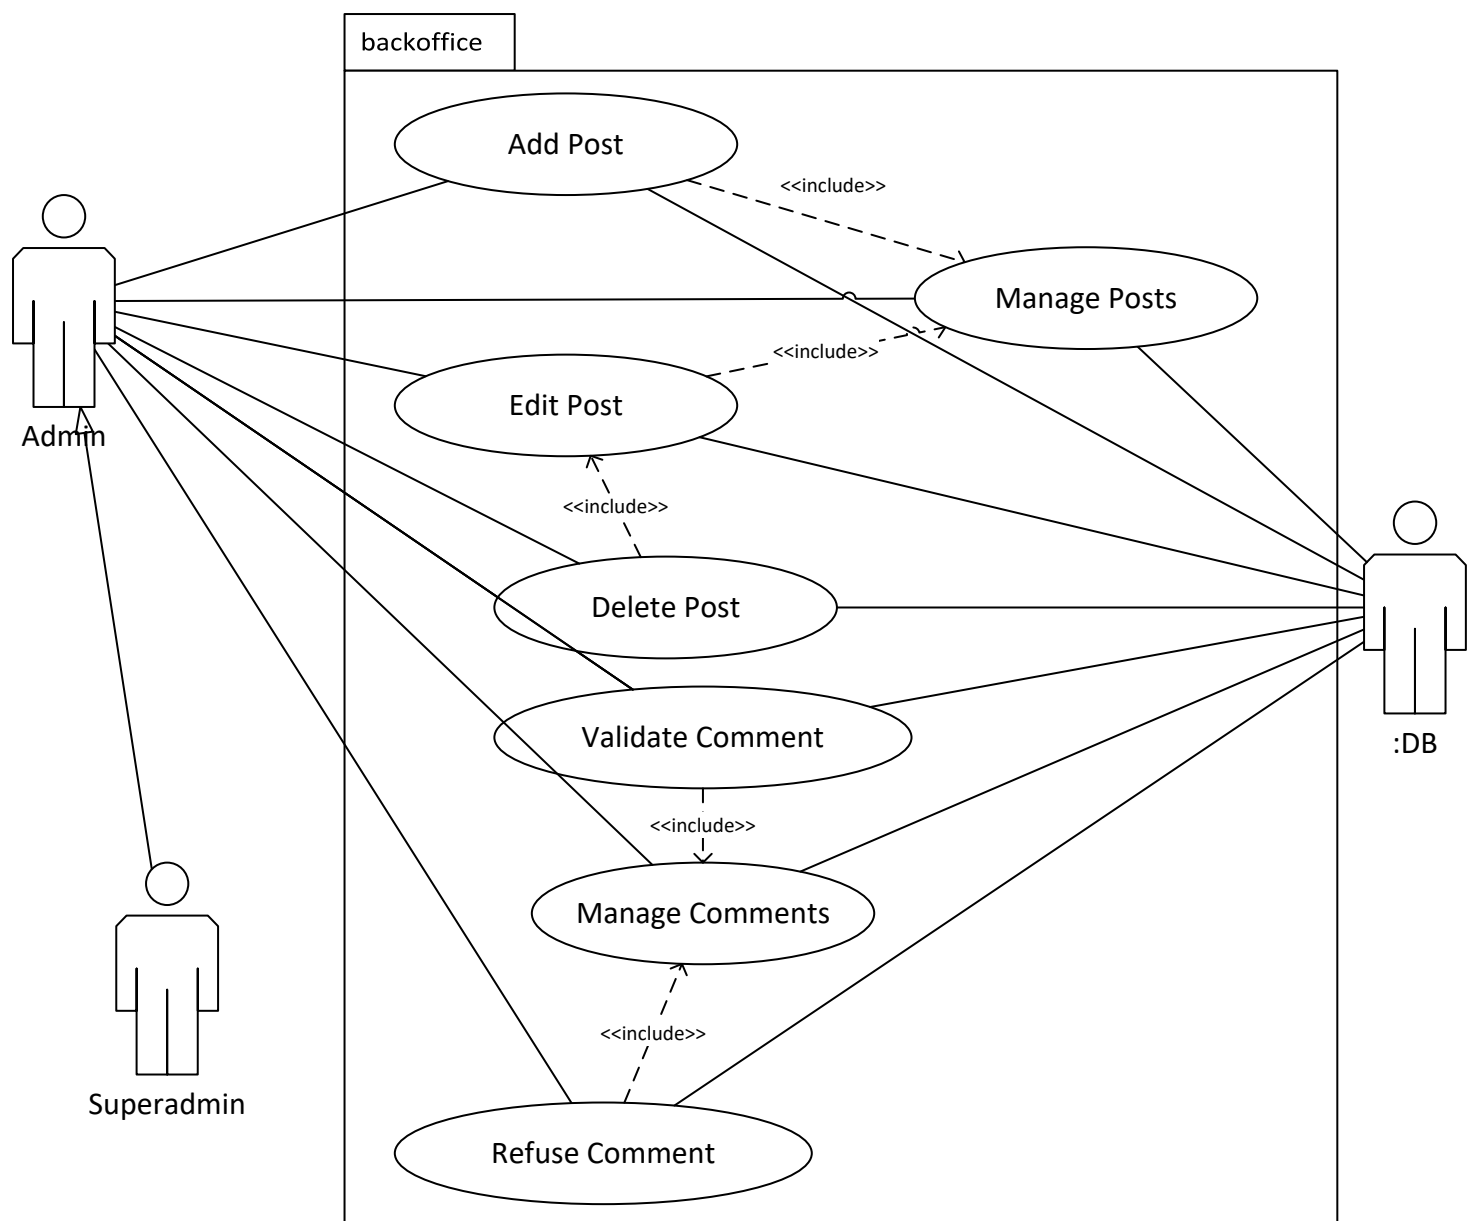 backoffice
Add Post
<<include>>
Manage Posts
<<include>>
Edit Post
Admin
<<include>>
Delete Post
Validate Comment
:DB
<<include>>
Manage Comments
<<include>>
Superadmin
Refuse Comment